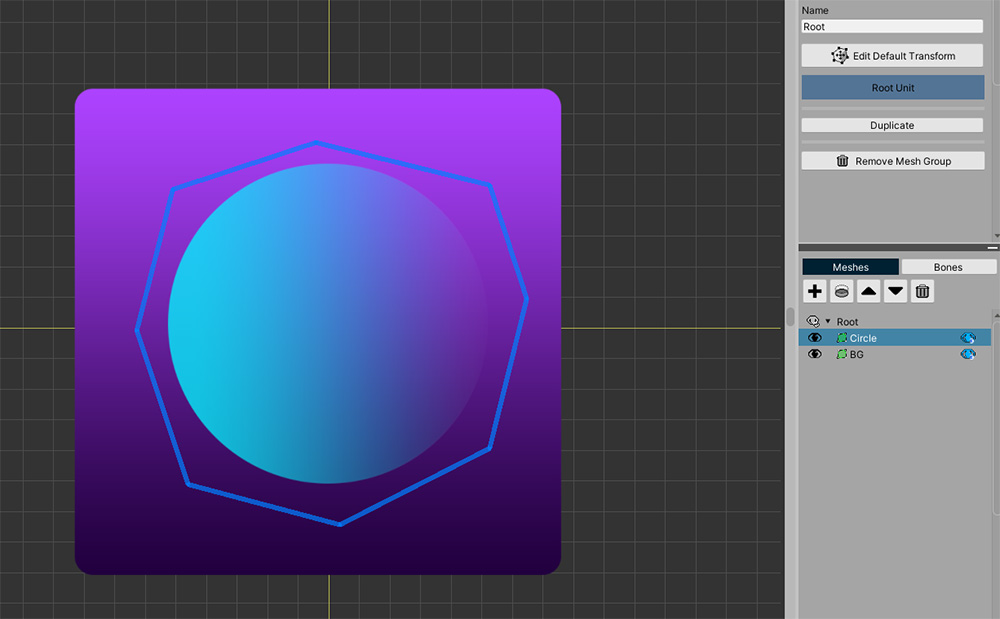 Name
Root
Edit Default Transform
Root Unit
Duplicate
Remove Mesh Group
Meshes Bones
Root
Circle
BG